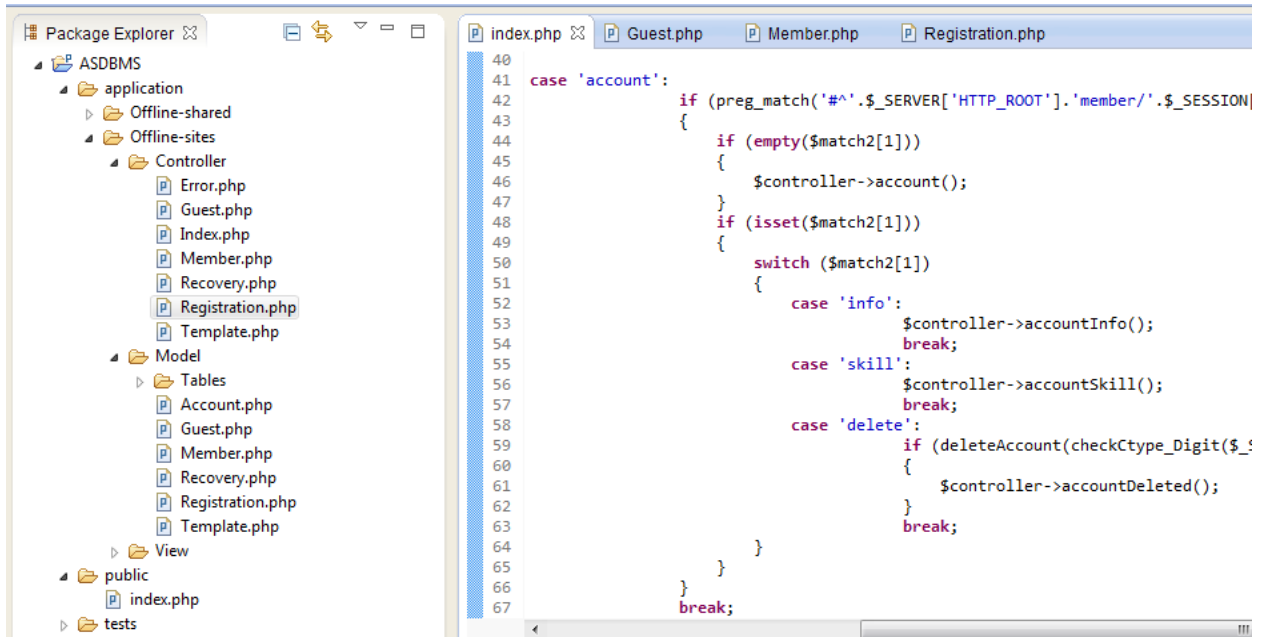 Package Explorer
ASDBMS
application
Offline-shared
Offline-sites
Controller
Error.php
Guest.php
Index.php
Member.php
Recovery.php
Registration.php
Template.php
Model
Tables
Account.php
Guest.php
Member.php
Recovery.php
Registration.php
Template.php
View
public
index.php
tests
index.php Guest.php Member.php Registration.php
40
41 case 'account':
42 if (preg_match('#^'.$_SERVER['HTTP_ROOT'].'member/'.$_SESSION[
43 {
44 if (empty($match2[1]))
45 {
46 $controller->account();
47 }
48 if (isset($match2[1]))
49 {
50 switch ($match2[1])
51 {
52 case 'info':
53 $controller->accountInfo();
54 break;
55 case 'skill':
56 $controller->accountSkill();
57 break;
58 case 'delete':
59 if (deleteAccount(checkCtype_Digit($_S
60 {
61 $controller->accountDeleted();
62 }
63 break;
64 }
65 }
66 }
67 break;